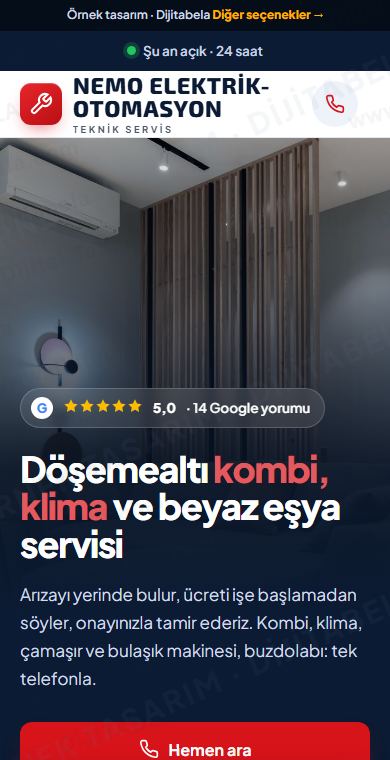 Örnek tasarım · Dijitabela Diğer seçenekler →
Şu an açık · 24 saat
NEMO ELEKTRİK-
OTOMASYON
TEKNİK SERVİS
G ★★★★★ 5,0 · 14 Google yorumu
Döşemealtı kombi,
klima ve beyaz eşya
servisi
Arızayı yerinde bulur, ücreti işe başlamadan
söyler, onayınızla tamir ederiz. Kombi, klima,
çamaşır ve bulaşık makinesi, buzdolabı: tek
telefonla.
Hemen ara